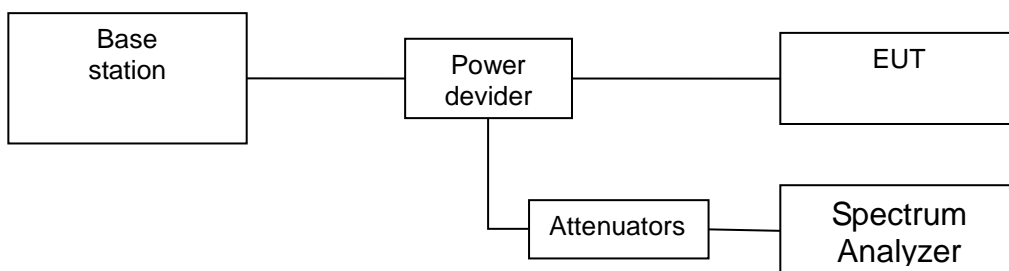 Base
station
Power
devider
EUT
Attenuators
Spectrum
Analyzer